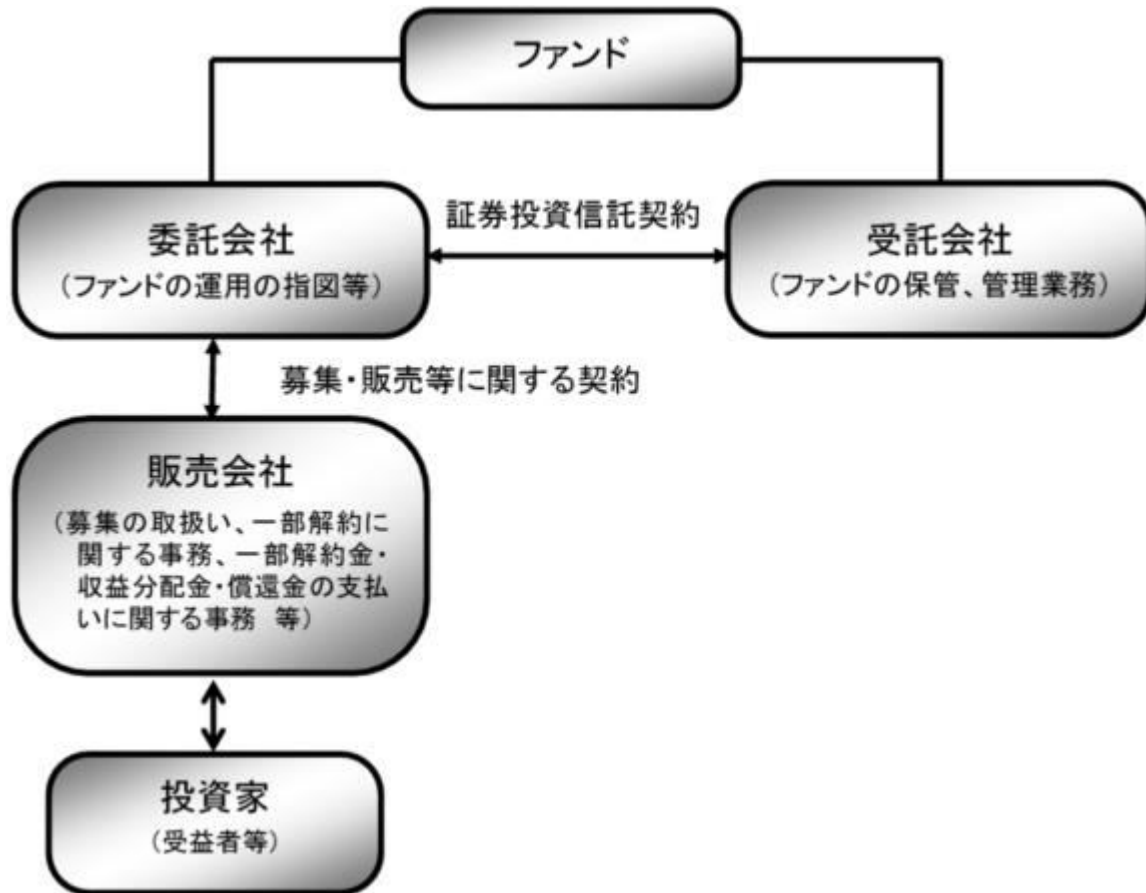 ファンド
委託会社
（ファンドの運用の指図等）
証券投資信託契約
受託会社
（ファンドの保管、管理業務）
募集・販売等に関する契約
販売会社
（募集の取扱い、一部解約に
関する事務、一部解約金・
収益分配金・償還金の支払
いに関する事務　等）
投資家
（受益者等）